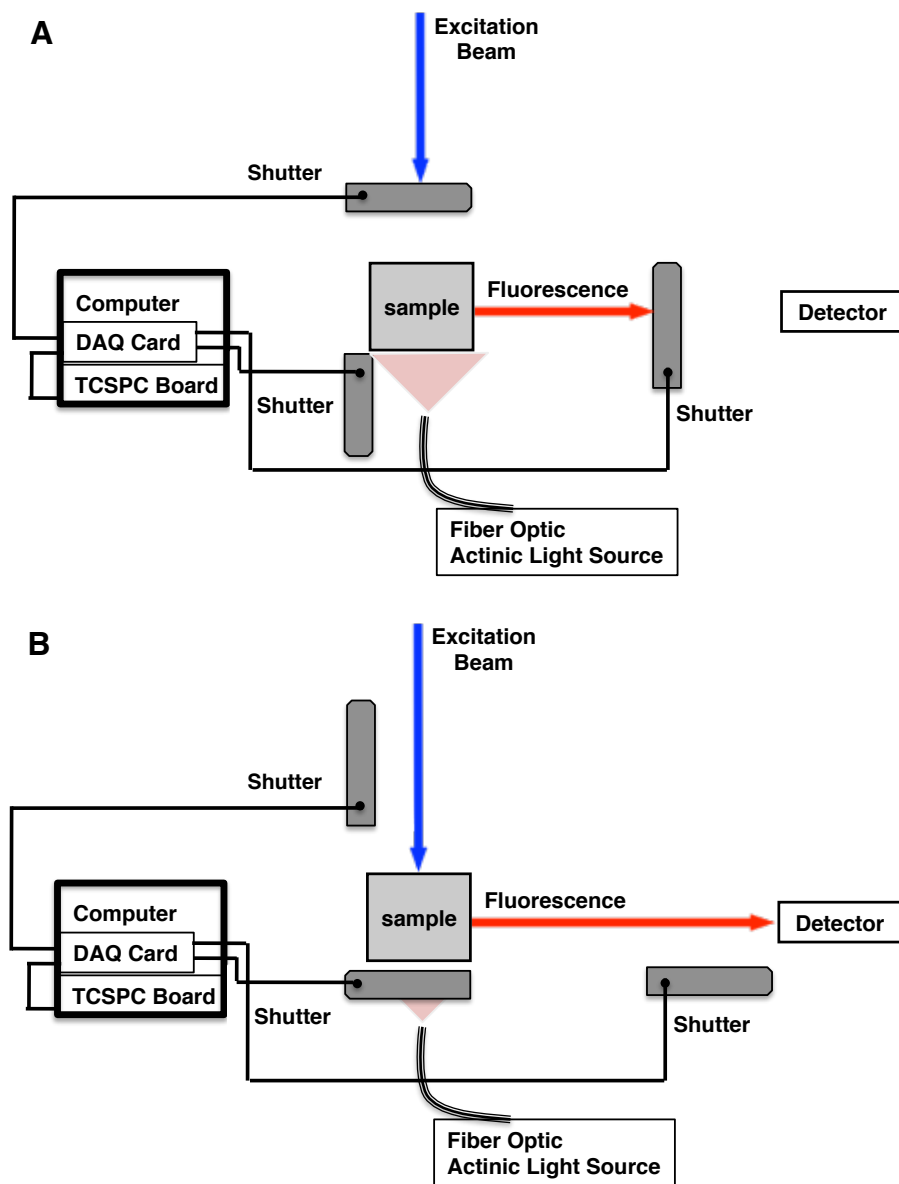 A
Excitation
Beam
Shutter
Computer
DAQ Card
TCSPC Board
sample
Fluorescence
Detector
Shutter
Shutter
Fiber Optic
Actinic Light Source
B
Excitation
Beam
Shutter
Computer
DAQ Card
TCSPC Board
sample
Fluorescence
Detector
Shutter
Shutter
Fiber Optic
Actinic Light Source